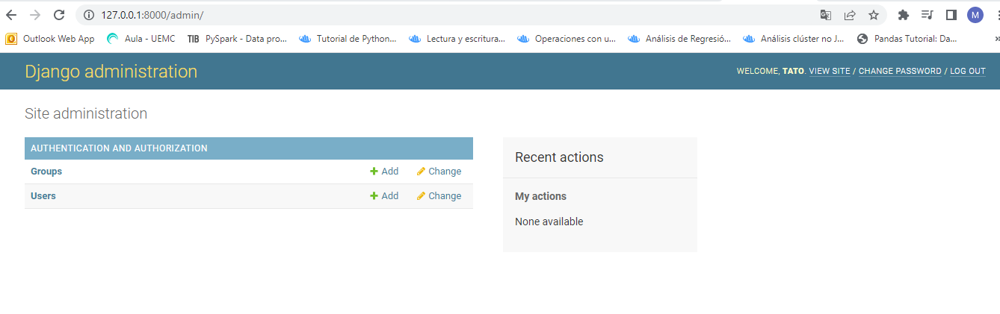 127.0.0.1:8000/admin/
M
Outlook Web App Aula - UEMC TIB PySpark - Data pro... Tutorial de Python... Lectura y escritura... Operaciones con u... Análisis de Regresió... Análisis clúster no J... Pandas Tutorial: Da... »
Django administration
WELCOME, TATO. VIEW SITE / CHANGE PASSWORD / LOG OUT
Site administration
AUTHENTICATION AND AUTHORIZATION
Groups Add Change
Users Add Change
Recent actions
My actions
None available